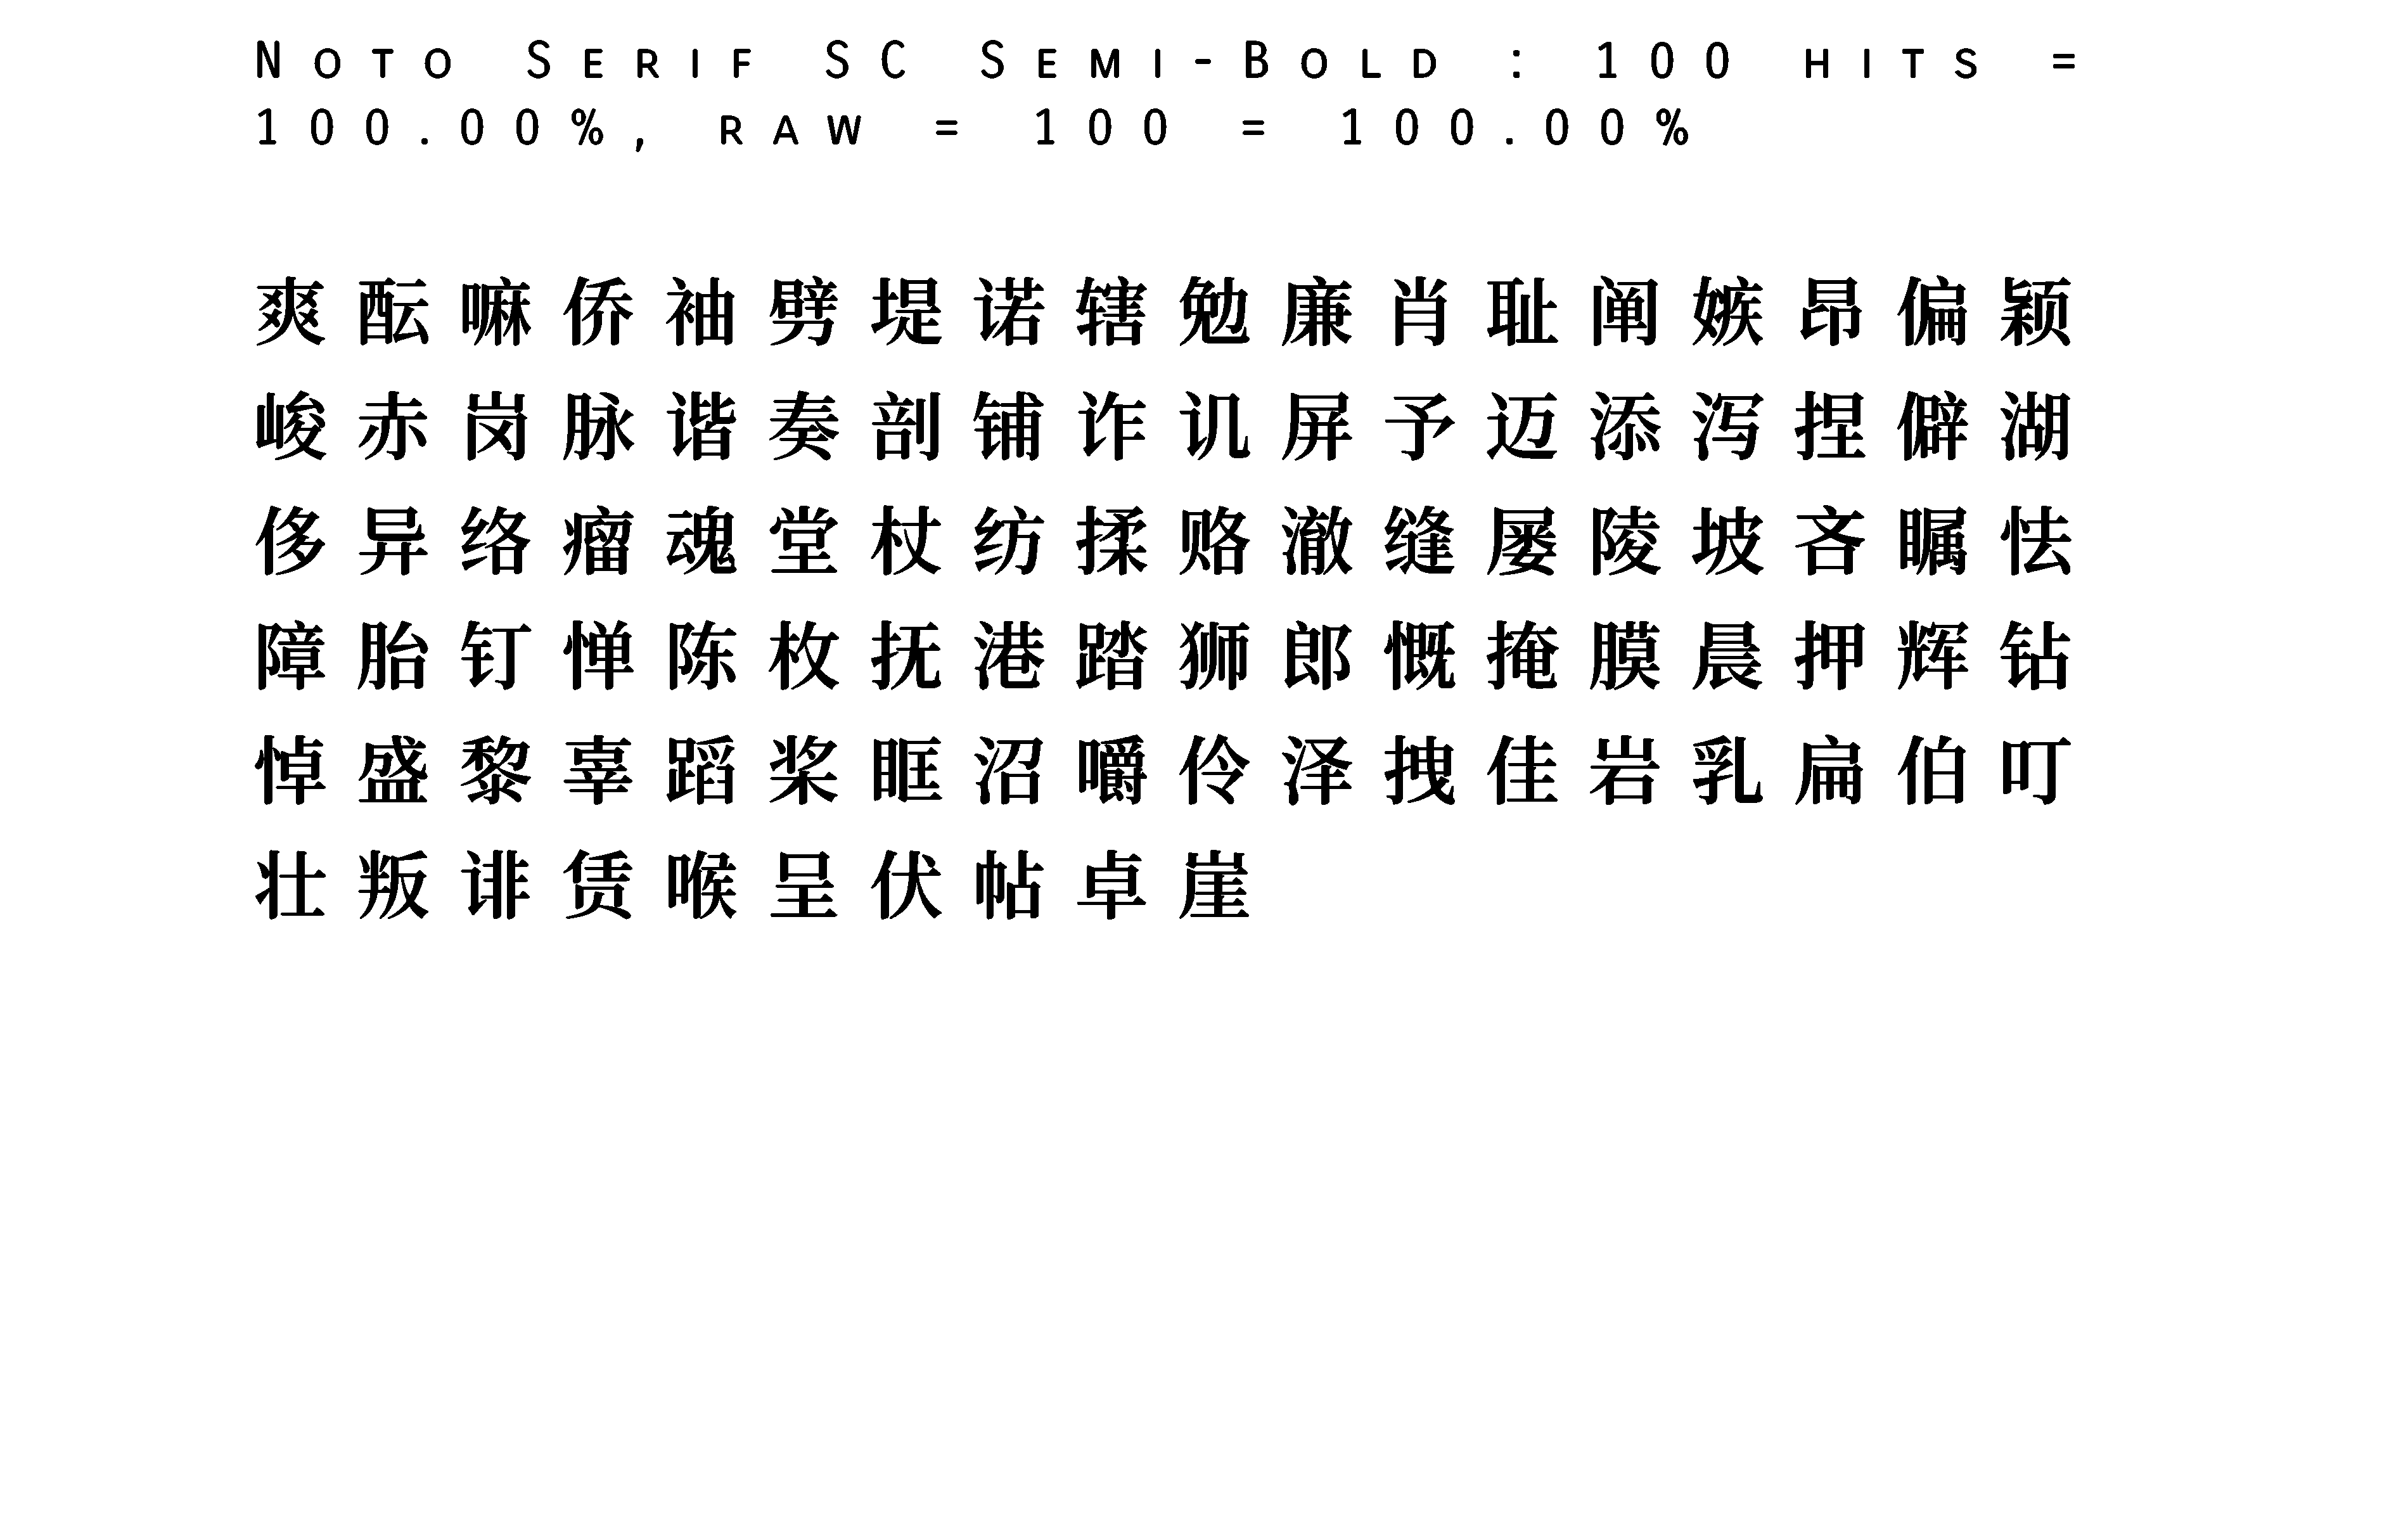 Noto Serif SC Semi-Bold : 100 hits =
100.00%, raw = 100 = 100.00%
爽酝嘛侨袖劈堤诺辖勉廉肖耻阐嫉昂偏颖
峻赤岗脉谐奏剖铺诈讥屏予迈添泻捏僻湖
侈异络瘤魂堂杖纺揉赂澈缝屡陵坡吝瞩怯
障胎钉惮陈枚抚港踏狮郎慨掩膜晨押辉钻
悼盛黎辜蹈桨眶沼嚼伶泽拽佳岩乳扁伯叮
壮叛诽赁喉呈伏帖卓崖